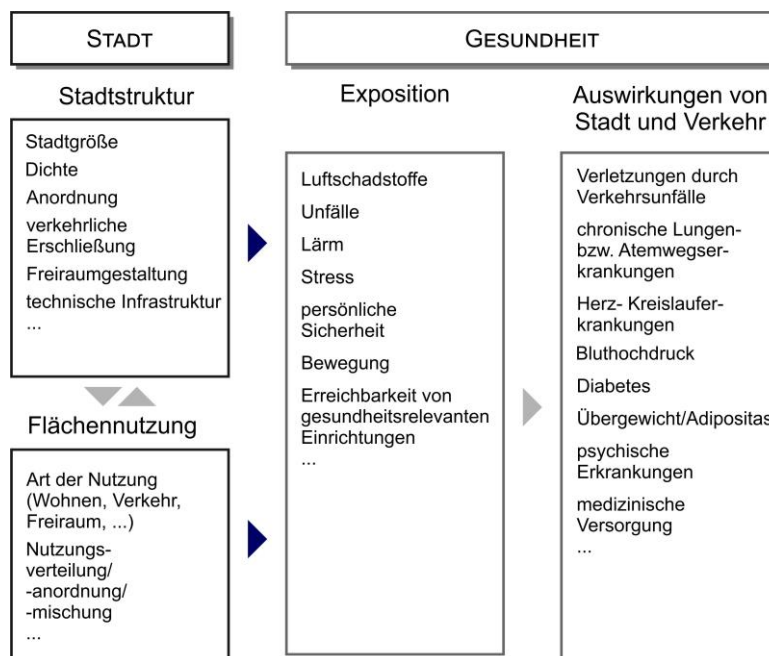 STADT
GESUNDHEIT
Stadtstruktur
Stadtgröße
Dichte
Anordnung
verkehrliche
Erschließung
Freiraumgestaltung
technische Infrastruktur
...
Flächennutzung
Art der Nutzung
(Wohnen, Verkehr,
Freiraum, ...)
Nutzungs-
verteilung/
-anordnung/
-mischung
...
Exposition
Luftschadstoffe
Unfälle
Lärm
Stress
persönliche
Sicherheit
Bewegung
Erreichbarkeit von
gesundheitsrelevanten
Einrichtungen
...
Auswirkungen von
Stadt und Verkehr
Verletzungen durch
Verkehrsunfälle
chronische Lungen-
bzw. Atemwegser-
krankungen
Herz- Kreislaufer-
krankungen
Bluthochdruck
Diabetes
Übergewicht/Adipositas
psychische
Erkrankungen
medizinische
Versorgung
...